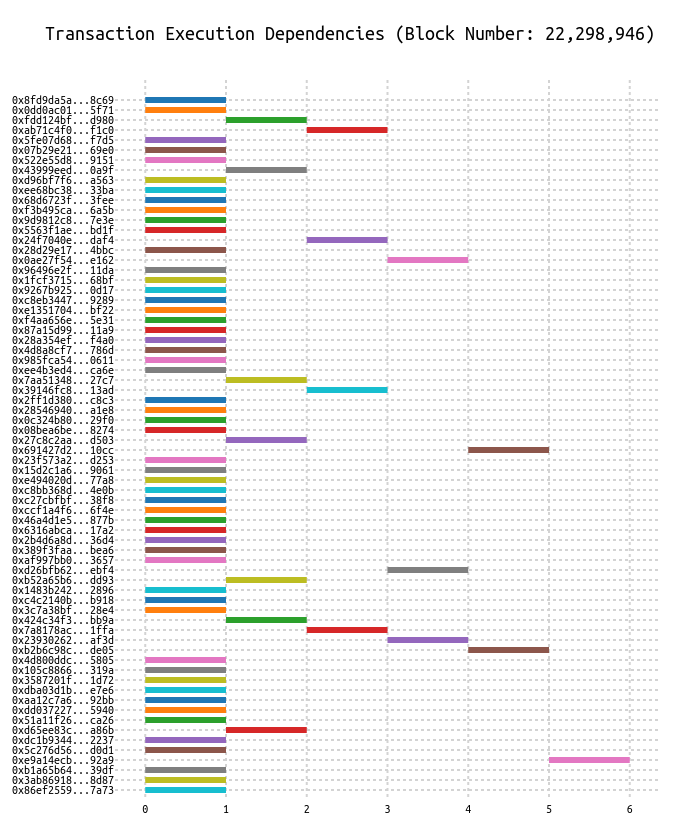 Transaction Execution Dependencies (Block Number: 22,298,946)
0x8fd9da5a...8c69
0x0dd0ac01...5f71
0xfdd124bf...d980
0xab71c4f0...f1c0
0x5fe07d68...f7d5
0x07b29e21...69e0
0x522e55d8...9151
0x43999eed...0a9f
0xd96bf7f6...a563
0xee68bc38...33ba
0x68d6723f...3fee
0xf3b495ca...6a5b
0x9d9812c8...7e3e
0x5563f1ae...bd1f
0x24f7040e...daf4
0x28d29e17...4bbc
0x0ae27f54...e162
0x96496e2f...11da
0x1fcf3715...68bf
0x9267b925...0d17
0xc8eb3447...9289
0xe1351704...bf22
0xf4aa656e...5e31
0x87a15d99...11a9
0x28a354ef...f4a0
0x4d8a8cf7...786d
0x985fca54...0611
0xee4b3ed4...ca6e
0x7aa51348...27c7
0x39146fc8...13ad
0x2ff1d380...c8c3
0x28546940...a1e8
0x0c324b80...29f0
0x08bea6be...8274
0x27c8c2aa...d503
0x691427d2...10cc
0x23f573a2...d253
0x15d2c1a6...9061
0xe494020d...77a8
0xc8bb368d...4e0b
0xc27cbfbf...38f8
0xccf1a4f6...6f4e
0x46a4d1e5...877b
0x6316abca...17a2
0x2b4d6a8d...36d4
0x389f3faa...bea6
0xaf997bb0...3657
0xd26bfb62...ebf4
0xb52a65b6...dd93
0x1483b242...2896
0xc4c2140b...b918
0x3c7a38bf...28e4
0x424c34f3...bb9a
0x7a8178ac...1ffa
0x23930262...af3d
0xb2b6c98c...de05
0x4d800ddc...5805
0x105c8866...319a
0x3587201f...1d72
0xdba03d1b...e7e6
0xaa12c7a6...92bb
0xdd037227...5940
0x51a11f26...ca26
0xd65ee83c...a86b
0xdc1b9344...2237
0x5c276d56...d0d1
0xe9a14ecb...92a9
0xb1a65b64...39df
0x3ab86918...8d87
0x86ef2559...7a73
0 1 2 3 4 5 6